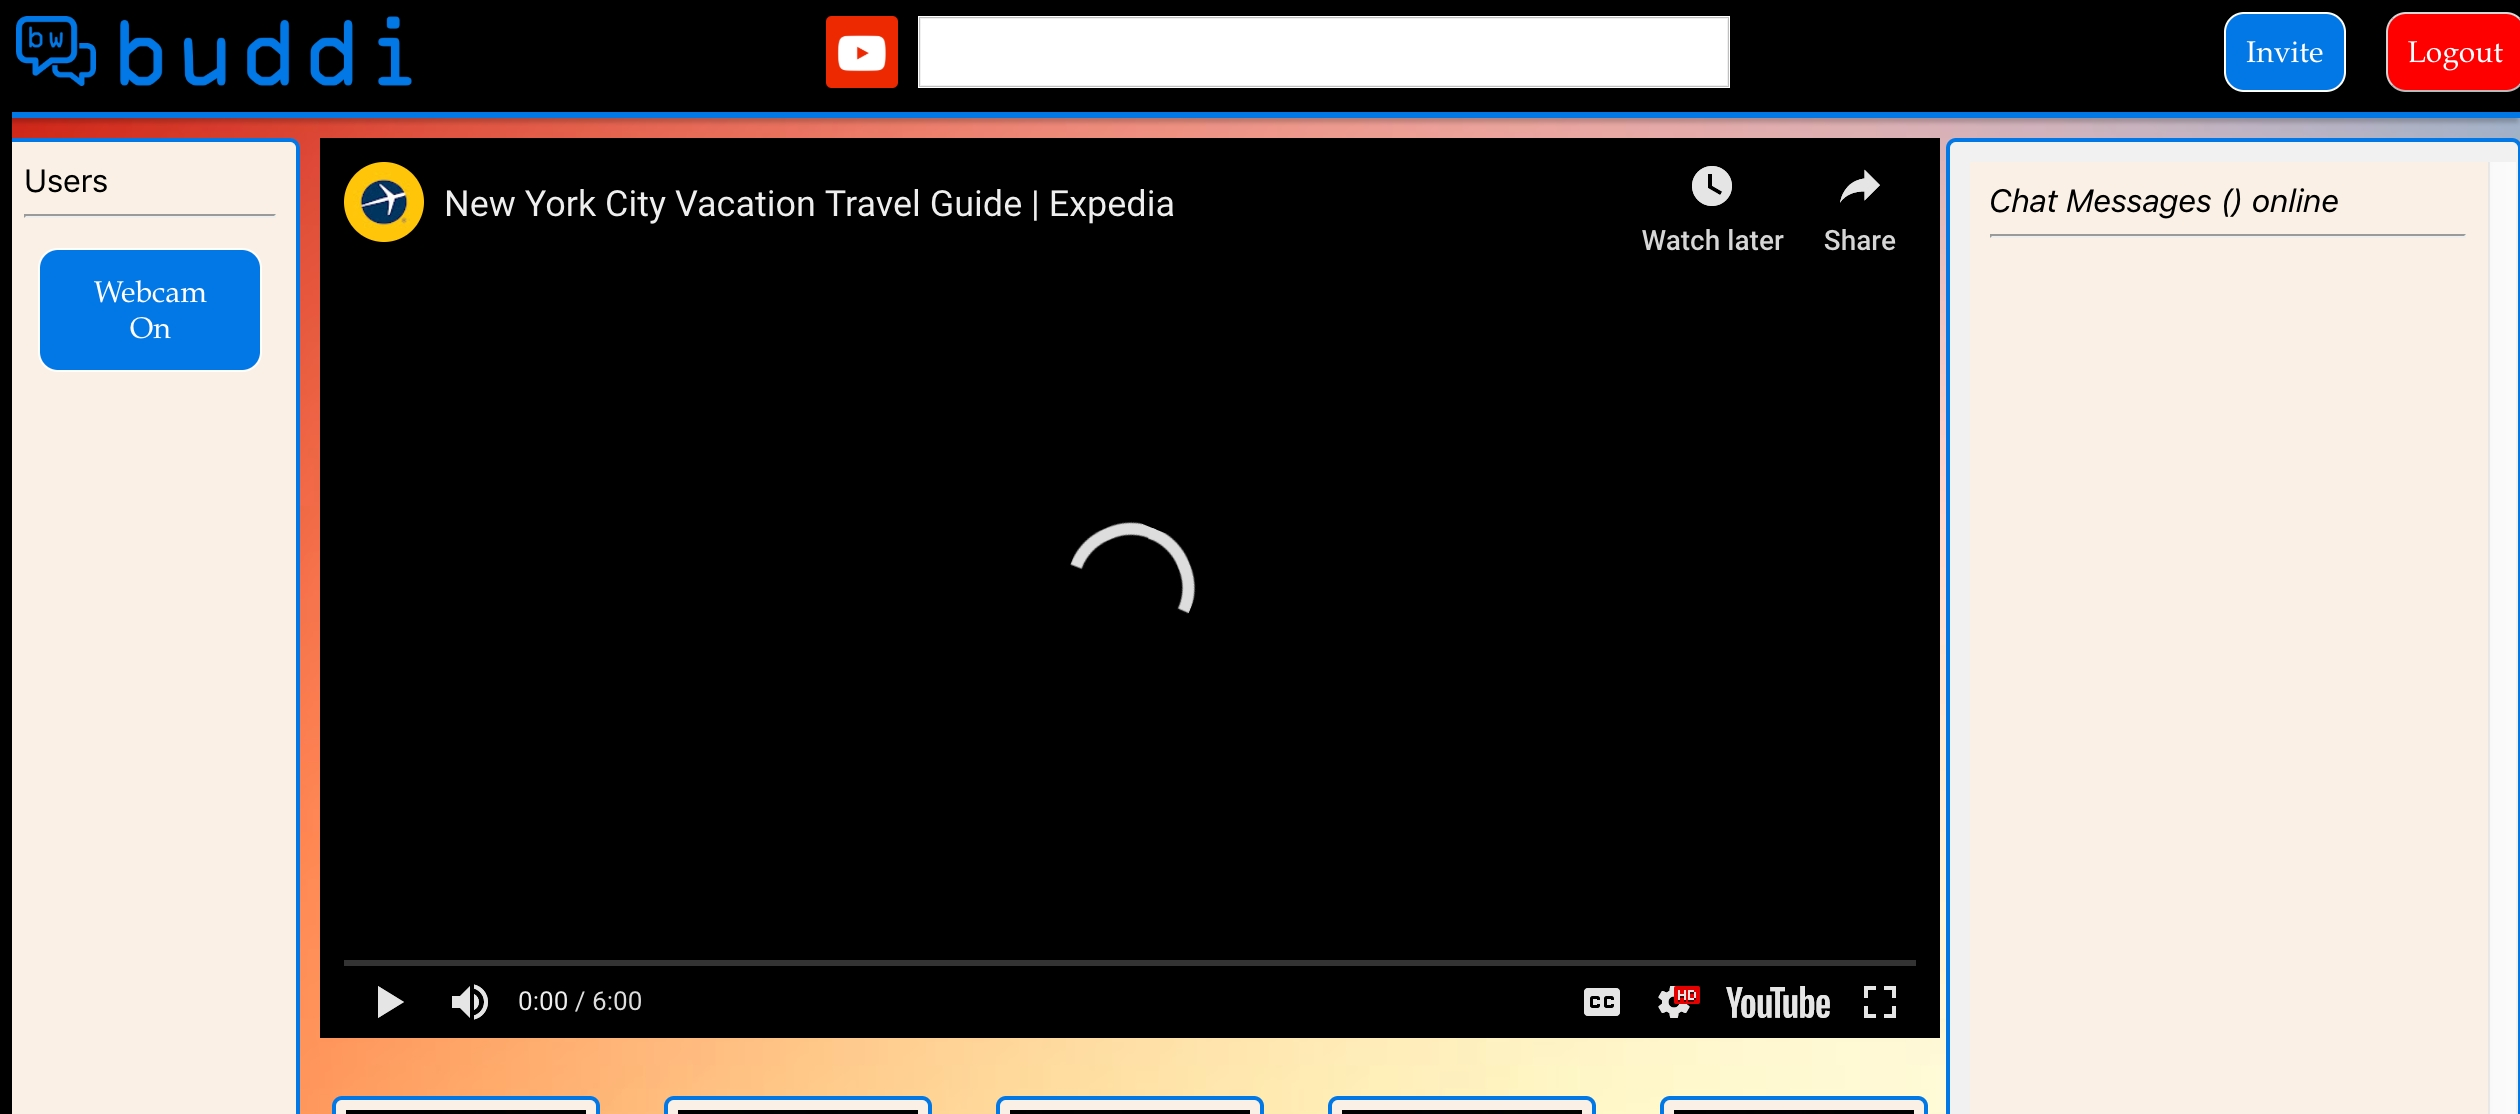 bw buddi
Invite
Logout
Users
Webcam
On
New York City Vacation Travel Guide | Expedia
Watch later
Share
Chat Messages () online
0:00 / 6:00
CC
HD
YouTube